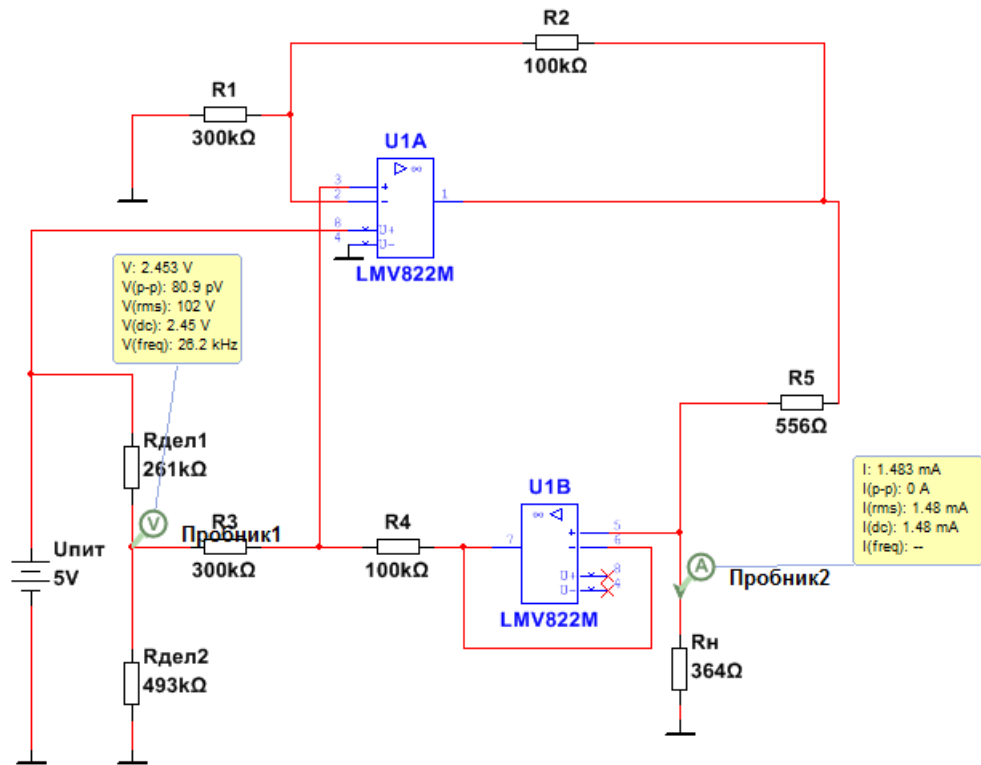 R2
100kΩ
R1
300kΩ
U1A
3
+
2
-
8
U+
4
U-
1
▷ ∞
LMV822M
V: 2.453 V
V(p-p): 80.9 pV
V(rms): 102 V
V(dc): 2.45 V
V(freq): 26.2 kHz
R5
556Ω
Rдел1
261kΩ
V
Пробник1
R3
300kΩ
R4
100kΩ
U1B
∞ ◁
7
+
5
-
6
U+
8
U-
4
LMV822M
I: 1.483 mA
I(p-p): 0 A
I(rms): 1.48 mA
I(dc): 1.48 mA
I(freq): --
A
Пробник2
Uпит
5V
Rдел2
493kΩ
Rн
364Ω